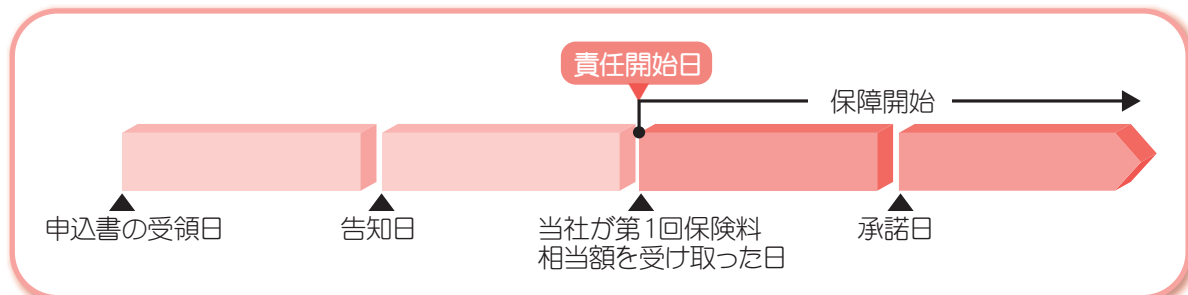 責任開始日
保障開始
申込書の受領日
告知日
当社が第1回保険料
相当額を受け取った日
承諾日